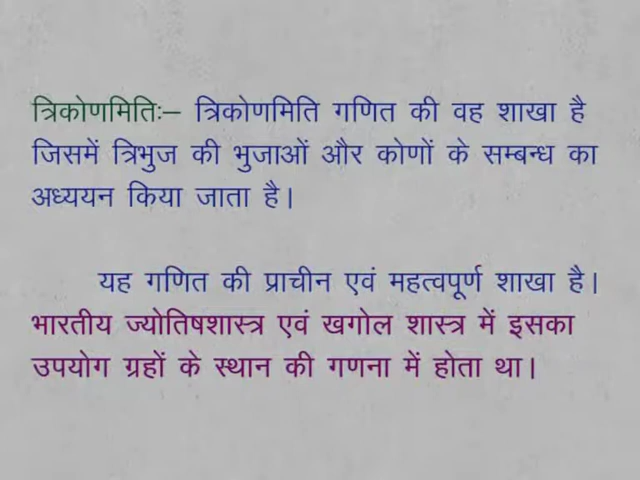 त्रिकोणमितिः– त्रिकोणमिति गणित की वह शाखा है
जिसमें त्रिभुज की भुजाओं और कोणों के सम्बन्ध का
अध्ययन किया जाता है।
यह गणित की प्राचीन एवं महत्वपूर्ण शाखा है।
भारतीय ज्योतिषशास्त्र एवं खगोल शास्त्र में इसका
उपयोग ग्रहों के स्थान की गणना में होता था।